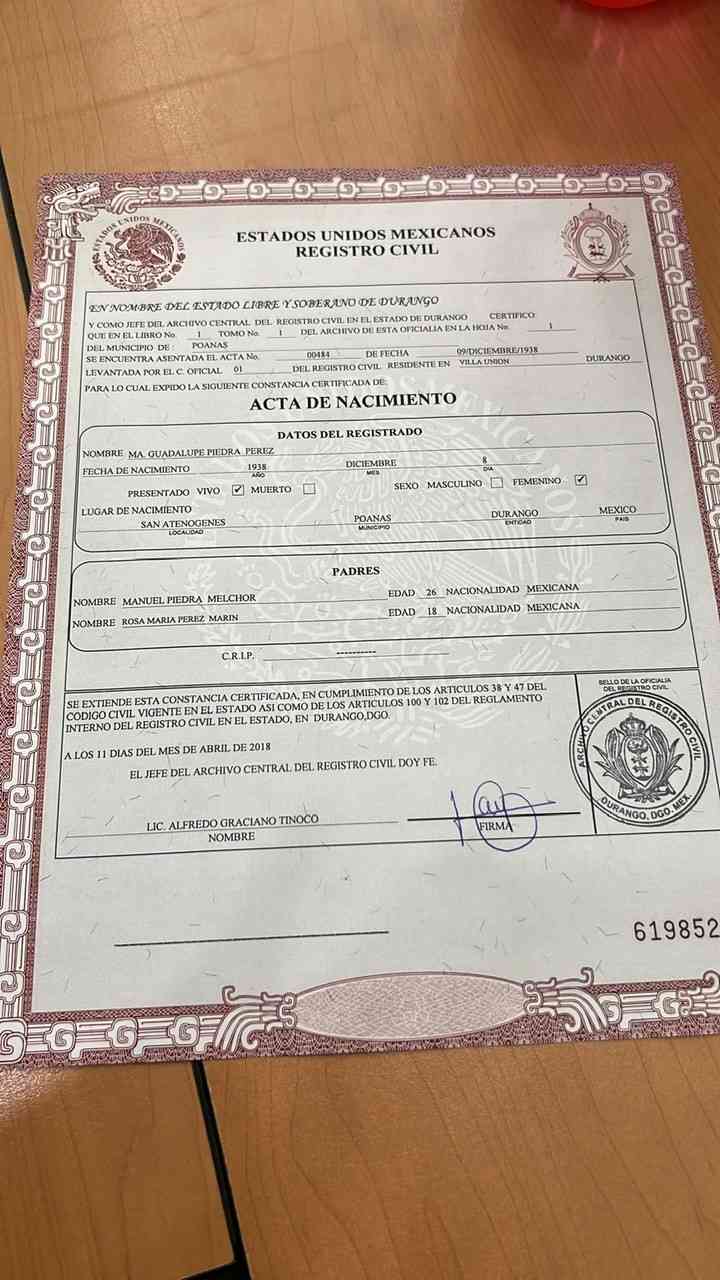 ESTADOS UNIDOS MEXICANOS
ESTADOS UNIDOS MEXICANOS
REGISTRO CIVIL
EN NOMBRE DEL ESTADO LIBRE Y SOBERANO DE DURANGO
Y COMO JEFE DEL ARCHIVO CENTRAL DEL REGISTRO CIVIL EN EL ESTADO DE DURANGO CERTIFICO
QUE EN EL LIBRO No. 1 TOMO No. 1 DEL ARCHIVO DE ESTA OFICIALIA EN LA HOJA No. 1
DEL MUNICIPIO DE : POANAS
SE ENCUENTRA ASENTADA EL ACTA No. 00484 DE FECHA 09/DICIEMBRE/1938
LEVANTADA POR EL C. OFICIAL 01 DEL REGISTRO CIVIL RESIDENTE EN VILLA UNION DURANGO
PARA LO CUAL EXPIDO LA SIGUIENTE CONSTANCIA CERTIFICADA DE:
ACTA DE NACIMIENTO
DATOS DEL REGISTRADO
NOMBRE MA. GUADALUPE PIEDRA PEREZ
FECHA DE NACIMIENTO 1938 DICIEMBRE 8
AÑO MES DIA
PRESENTADO VIVO ✓ MUERTO SEXO MASCULINO FEMENINO ✓
LUGAR DE NACIMIENTO
SAN ATENOGENES POANAS DURANGO MEXICO
LOCALIDAD MUNICIPIO ENTIDAD PAIS
PADRES
NOMBRE MANUEL PIEDRA MELCHOR EDAD 26 NACIONALIDAD MEXICANA
NOMBRE ROSA MARIA PEREZ MARIN EDAD 18 NACIONALIDAD MEXICANA
C.R.I.P. ----------
SE EXTIENDE ESTA CONSTANCIA CERTIFICADA, EN CUMPLIMIENTO DE LOS ARTICULOS 38 Y 47 DEL
CODIGO CIVIL VIGENTE EN EL ESTADO ASI COMO DE LOS ARTICULOS 100 Y 102 DEL REGLAMENTO
INTERNO DEL REGISTRO CIVIL EN EL ESTADO, EN DURANGO,DGO.
A LOS 11 DIAS DEL MES DE ABRIL DE 2018
EL JEFE DEL ARCHIVO CENTRAL DEL REGISTRO CIVIL DOY FE.
LIC. ALFREDO GRACIANO TINOCO
NOMBRE
FIRMA
SELLO DE LA OFICIALIA
DEL REGISTRO CIVIL
ARCHIVO CENTRAL DEL REGISTRO CIVIL
DURANGO, DGO. MEX.
619852